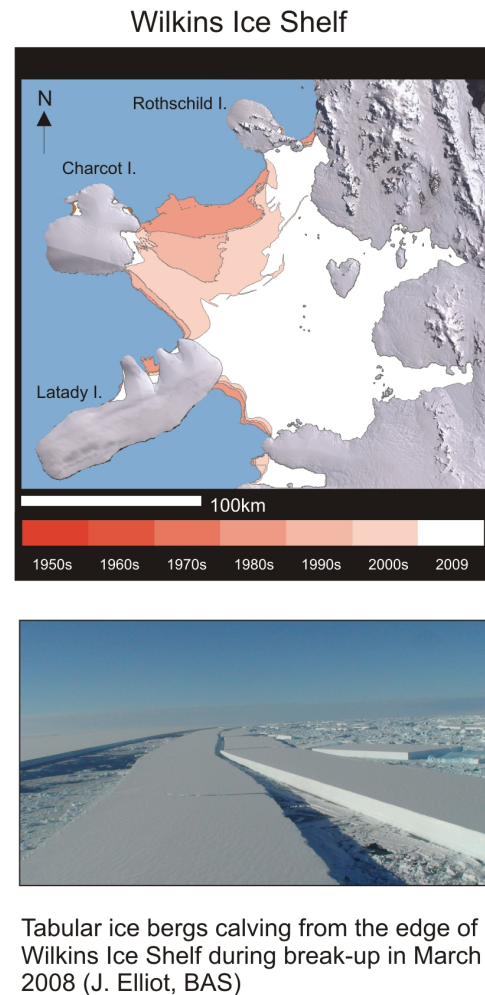 Wilkins Ice Shelf
N
Rothschild I.
Charcot I.
Latady I.
100km
1950s 1960s 1970s 1980s 1990s 2000s 2009
Tabular ice bergs calving from the edge of
Wilkins Ice Shelf during break-up in March
2008 (J. Elliot, BAS)